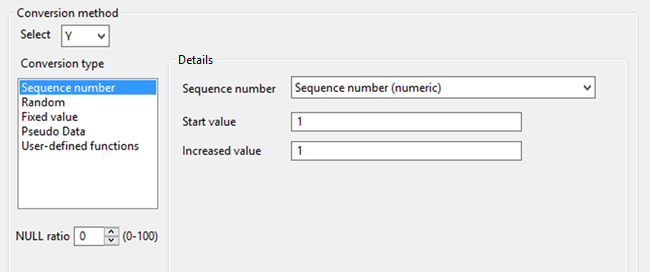 Conversion method
Select Y
Conversion type
Sequence number
Random
Fixed value
Pseudo Data
User-defined functions
NULL ratio 0 (0-100)
Details
Sequence number Sequence number (numeric)
Start value 1
Increased value 1